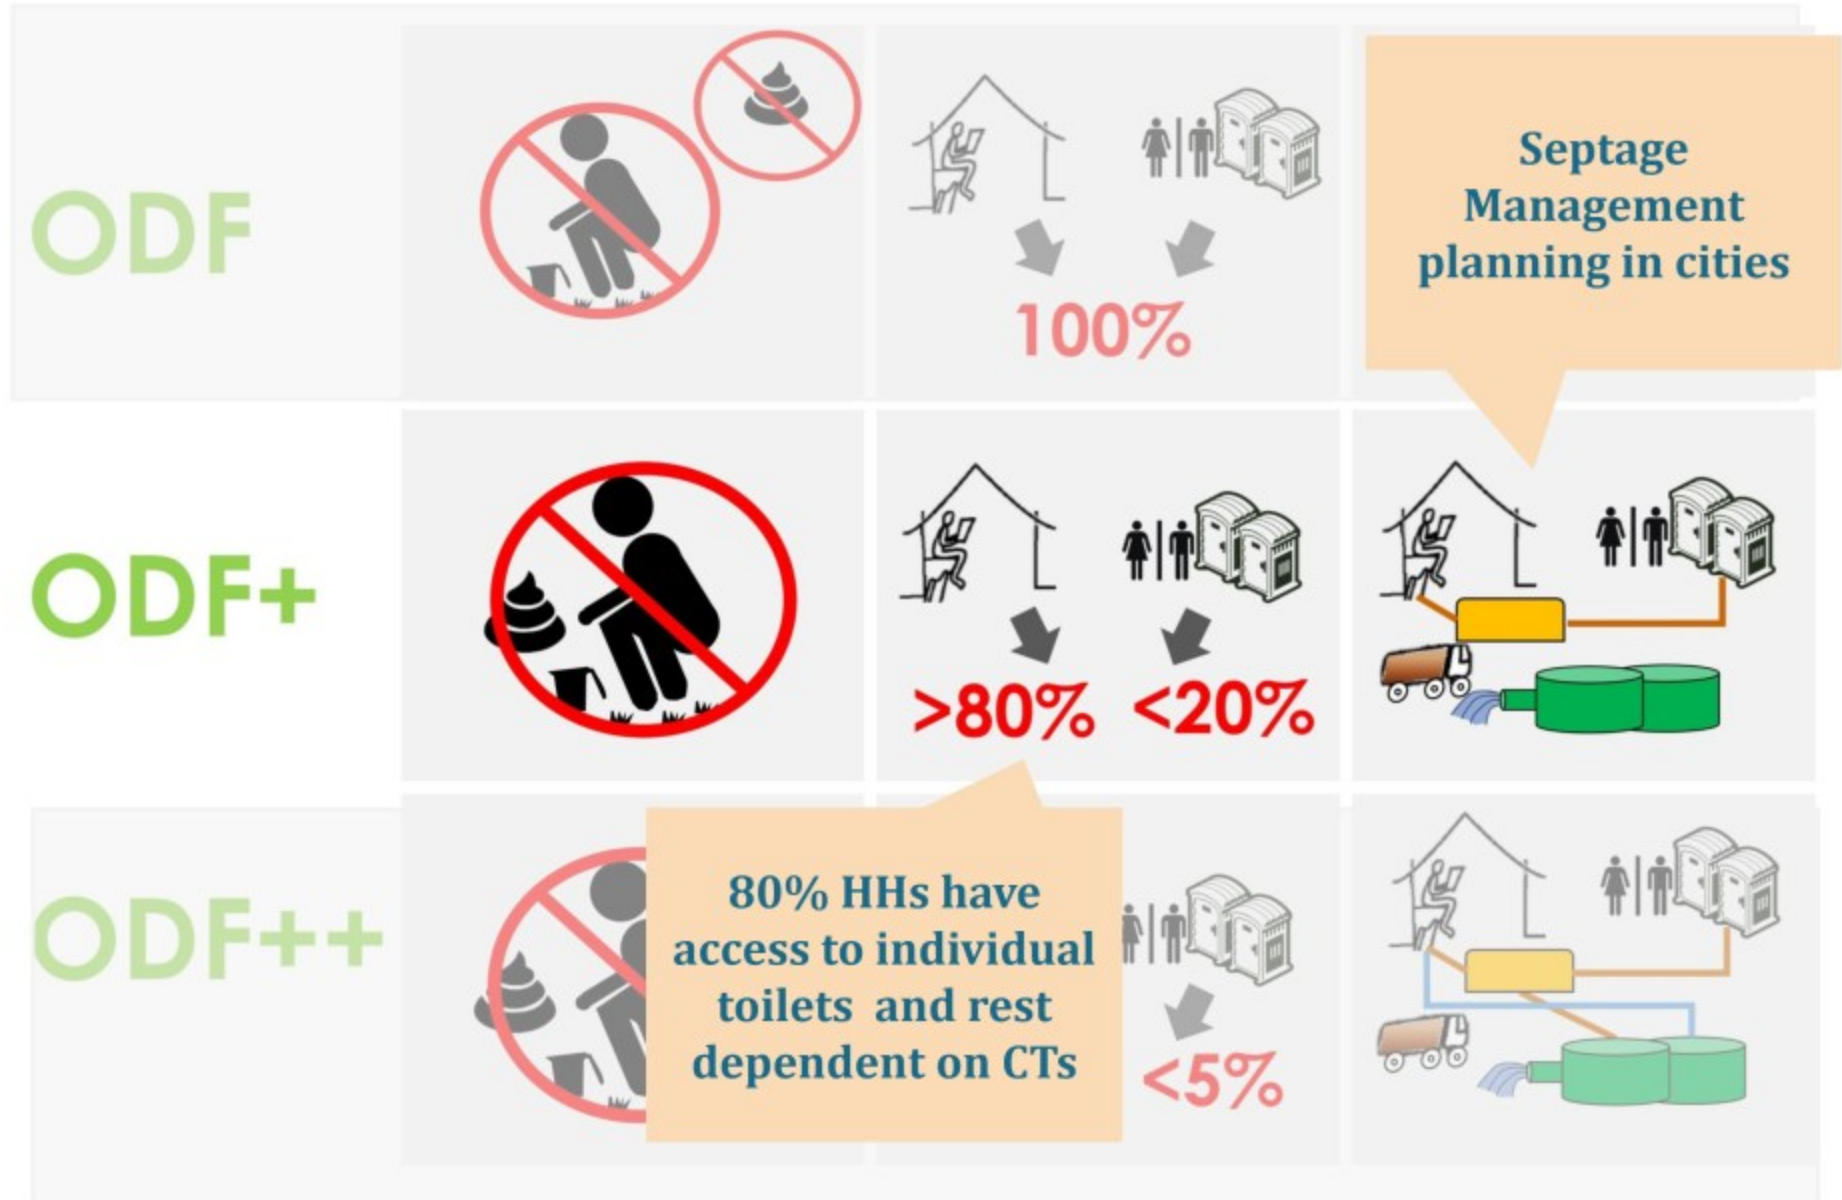 ODF
100%
Septage
Management
planning in cities
ODF+
>80% <20%
ODF++
80% HHs have
access to individual
toilets and rest
dependent on CTs
<5%